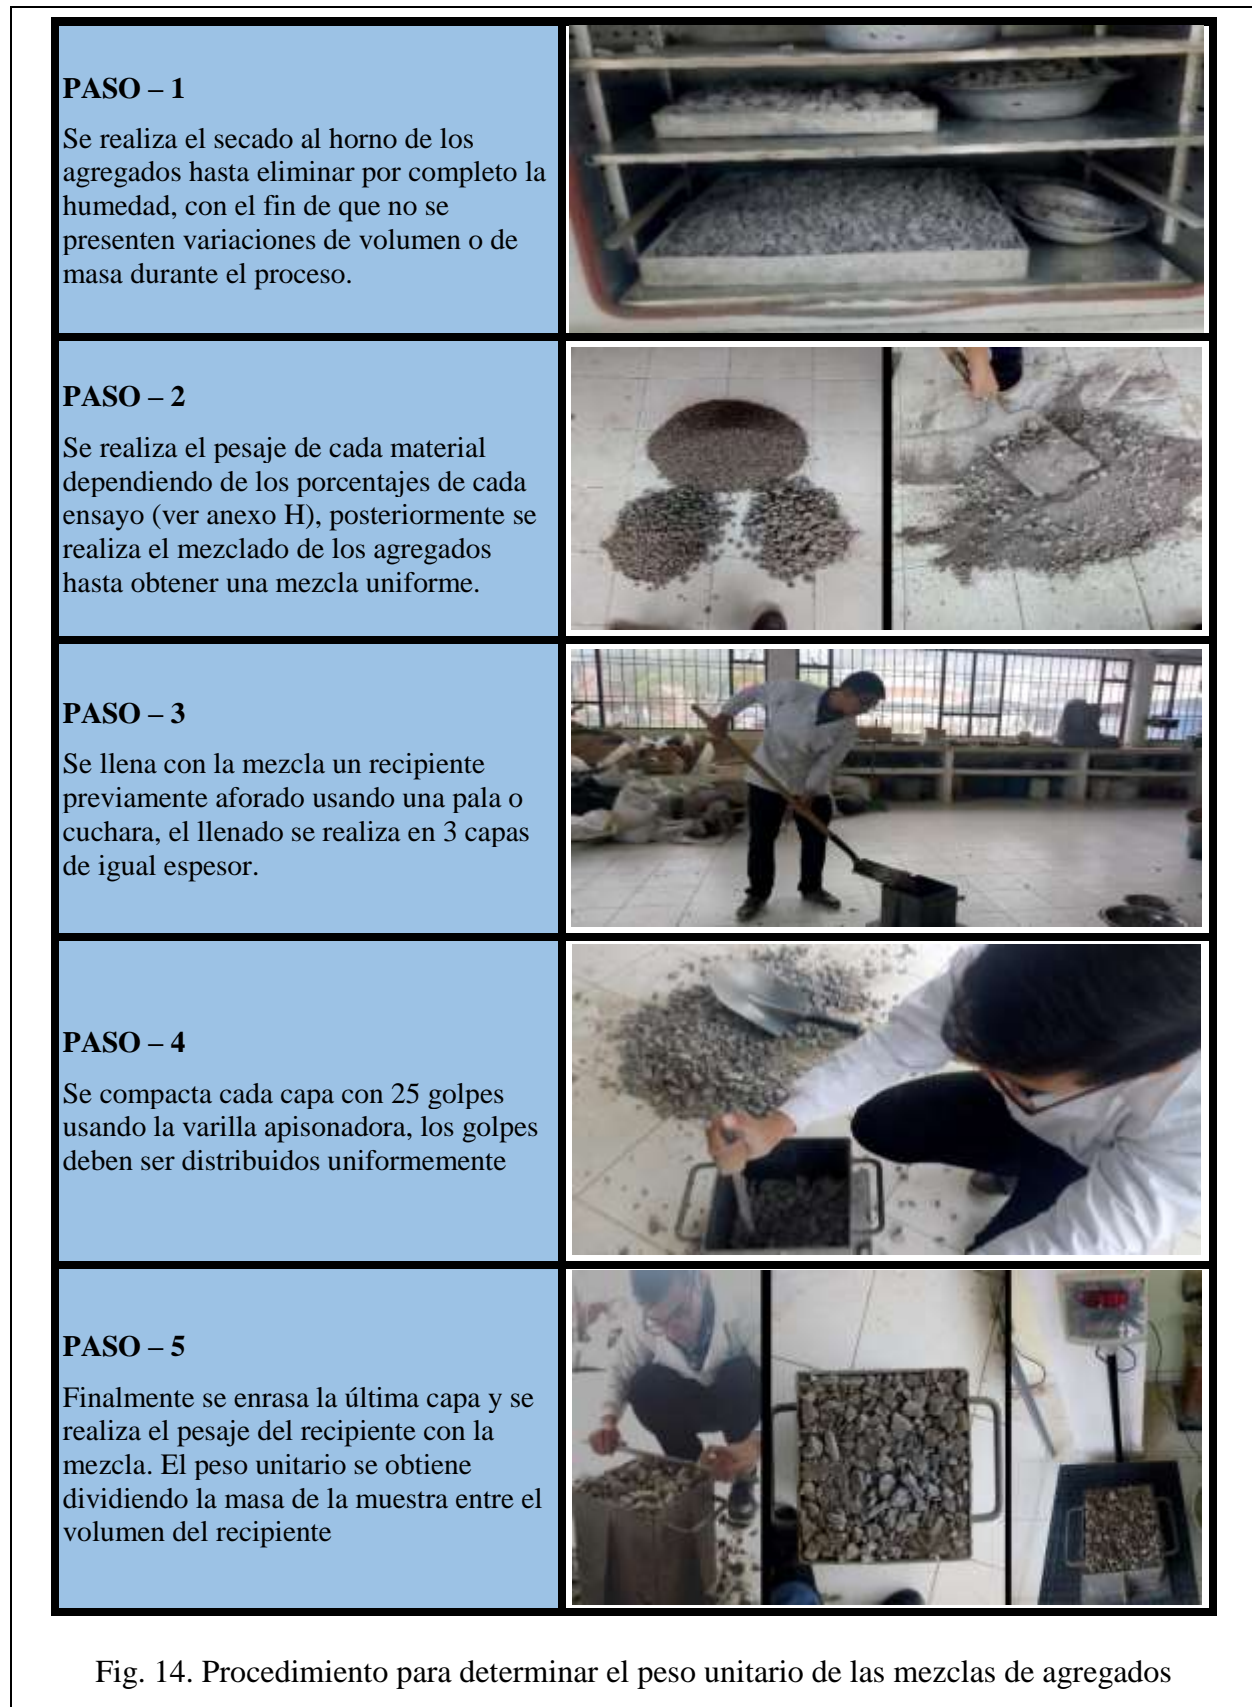 PASO – 1
Se realiza el secado al horno de los
agregados hasta eliminar por completo la
humedad, con el fin de que no se
presenten variaciones de volumen o de
masa durante el proceso.
PASO – 2
Se realiza el pesaje de cada material
dependiendo de los porcentajes de cada
ensayo (ver anexo H), posteriormente se
realiza el mezclado de los agregados
hasta obtener una mezcla uniforme.
PASO – 3
Se llena con la mezcla un recipiente
previamente aforado usando una pala o
cuchara, el llenado se realiza en 3 capas
de igual espesor.
PASO – 4
Se compacta cada capa con 25 golpes
usando la varilla apisonadora, los golpes
deben ser distribuidos uniformemente
PASO – 5
Finalmente se enrasa la última capa y se
realiza el pesaje del recipiente con la
mezcla. El peso unitario se obtiene
dividiendo la masa de la muestra entre el
volumen del recipiente
Fig. 14. Procedimiento para determinar el peso unitario de las mezclas de agregados